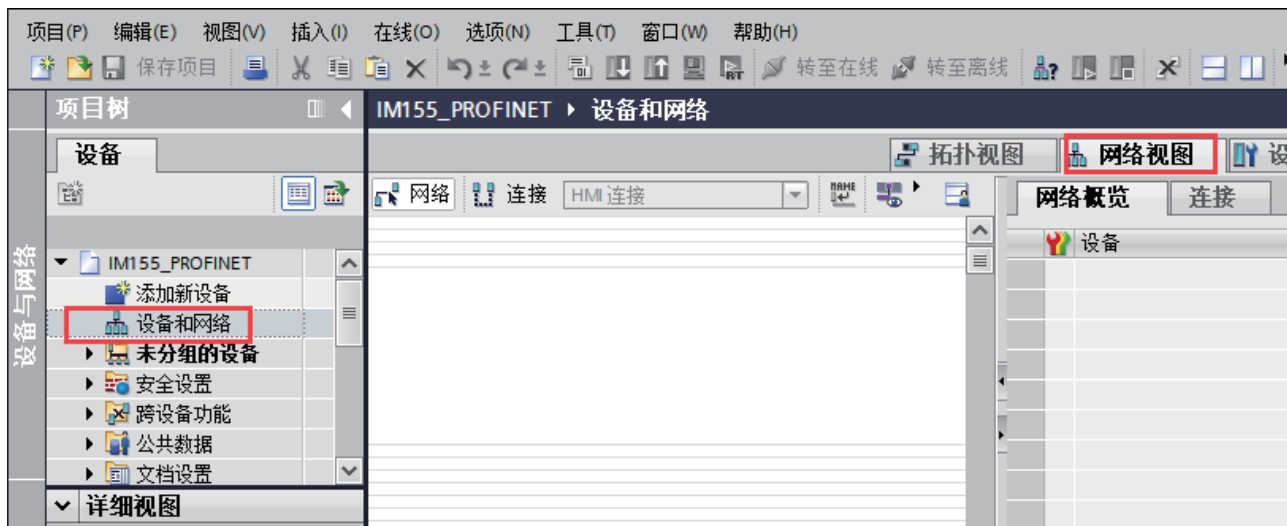 项目(P) 编辑(E) 视图(V) 插入(I) 在线(O) 选项(N) 工具(T) 窗口(W) 帮助(H)
保存项目 RT 转至在线 转至离线
项目树
IM155_PROFINET 设备和网络
设备
拓扑视图 网络视图 设
网络 连接 HMI 连接 NAME
网络概览 连接
设备
设备与网络
IM155_PROFINET
添加新设备
设备和网络
未分组的设备
安全设置
跨设备功能
公共数据
文档设置
详细视图